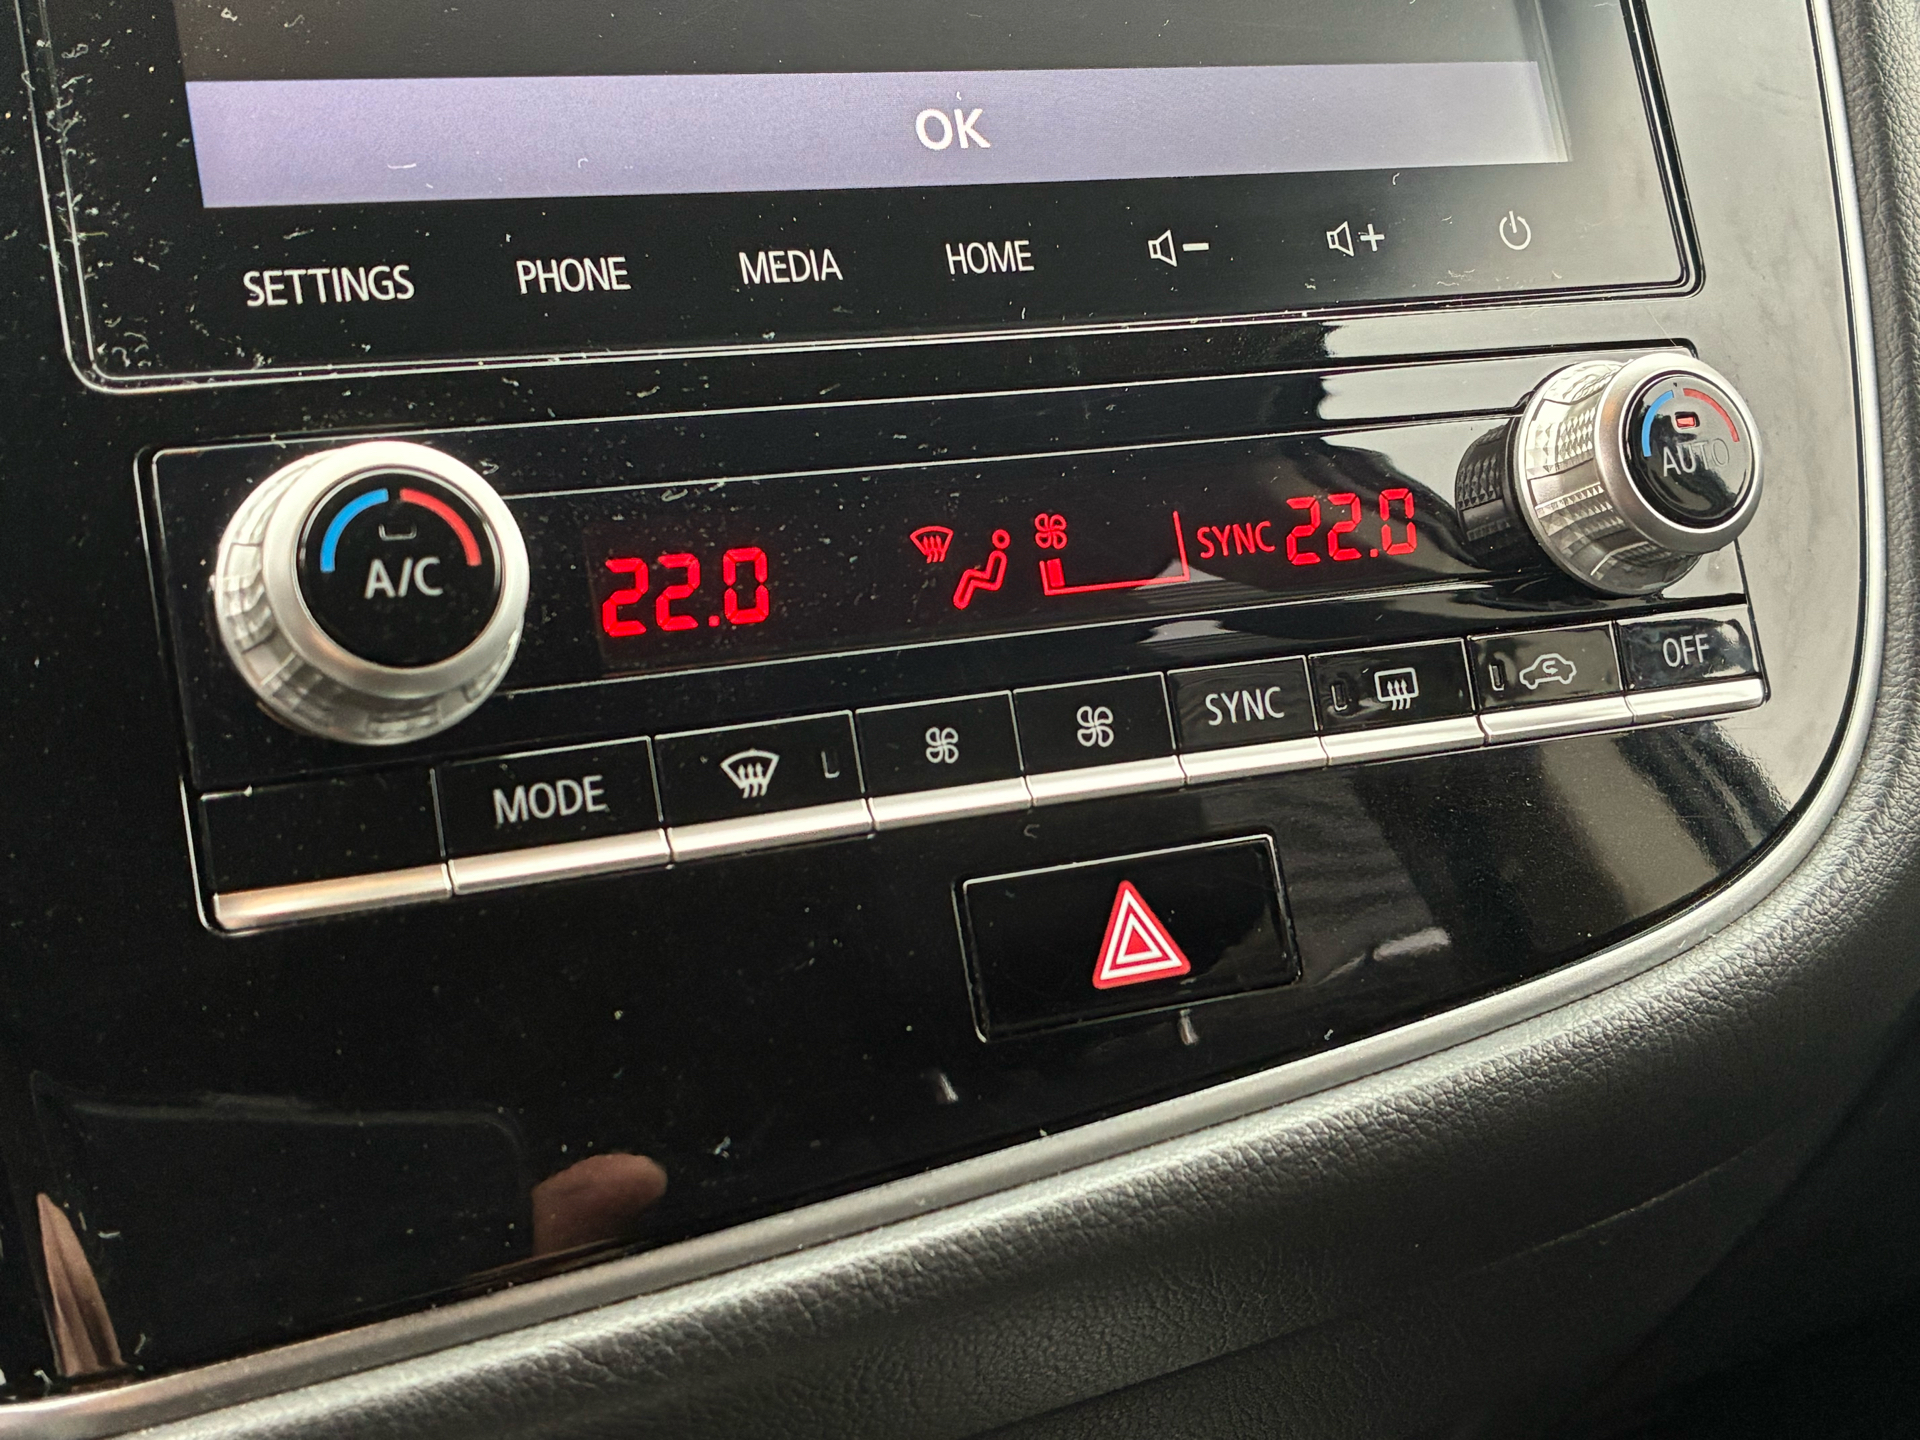 OK
SETTINGS PHONE MEDIA HOME
A/C 22.0 SYNC 22.0 AUTO
MODE SYNC OFF